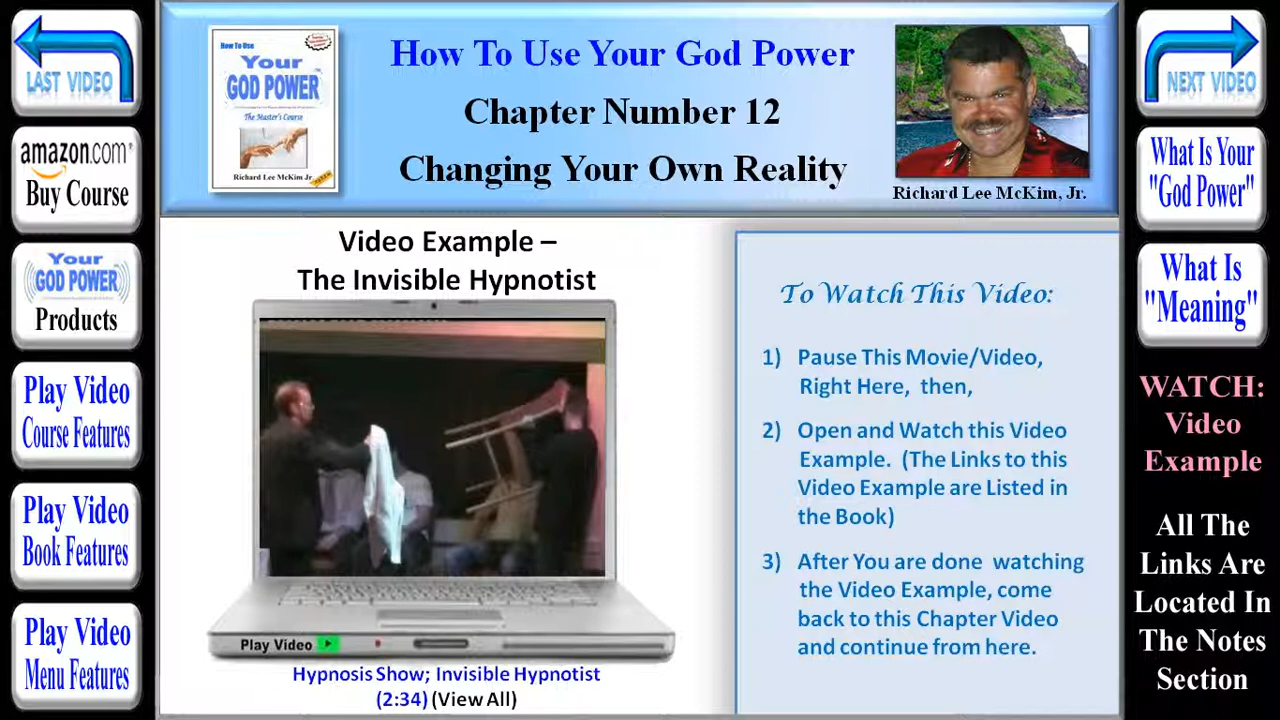 LAST VIDEO
amazon.com
Buy Course
Your
GOD POWER
Products
Play Video
Course Features
Play Video
Book Features
Play Video
Menu Features
How To Use
Your
GOD POWER
The Master's Course
Richard Lee McKim Jr.
How To Use Your God Power
Chapter Number 12
Changing Your Own Reality
Richard Lee McKim, Jr.
Video Example –
The Invisible Hypnotist
Play Video
Hypnosis Show; Invisible Hypnotist
(2:34) (View All)
To Watch This Video:
1) Pause This Movie/Video,
Right Here, then,
2) Open and Watch this Video
Example. (The Links to this
Video Example are Listed in
the Book)
3) After You are done watching
the Video Example, come
back to this Chapter Video
and continue from here.
NEXT VIDEO
What Is Your
"God Power"
What Is
"Meaning"
WATCH:
Video
Example
All The
Links Are
Located In
The Notes
Section